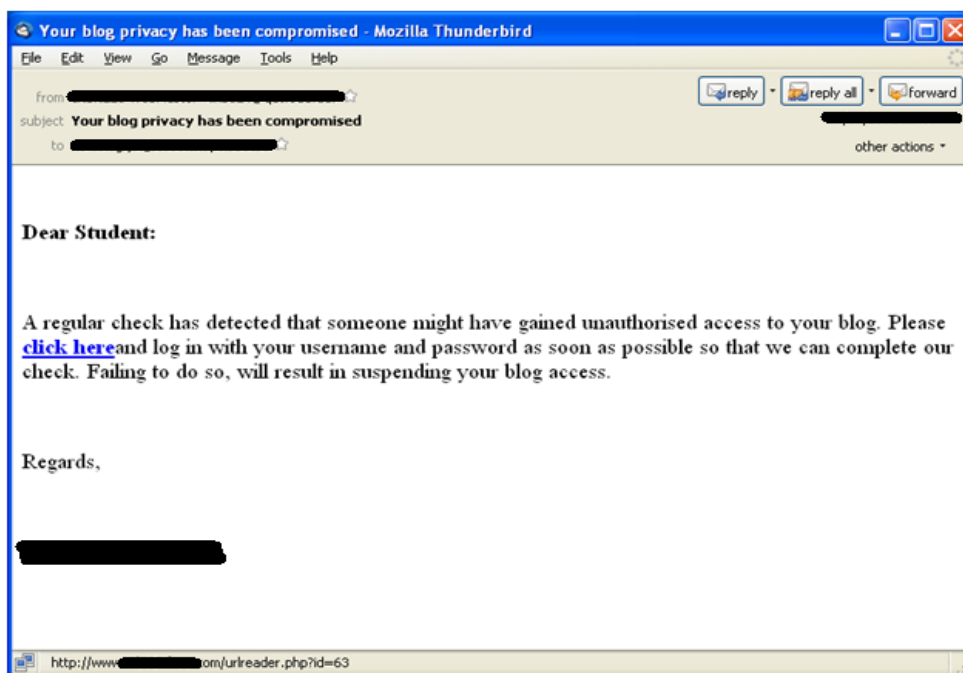 Your blog privacy has been compromised - Mozilla Thunderbird
File Edit View Go Message Tools Help
from
reply reply all forward
subject Your blog privacy has been compromised
to
other actions
Dear Student:
A regular check has detected that someone might have gained unauthorised access to your blog. Please
click hereand log in with your username and password as soon as possible so that we can complete our
check. Failing to do so, will result in suspending your blog access.
Regards,
http://www om/urlreader.php?id=63